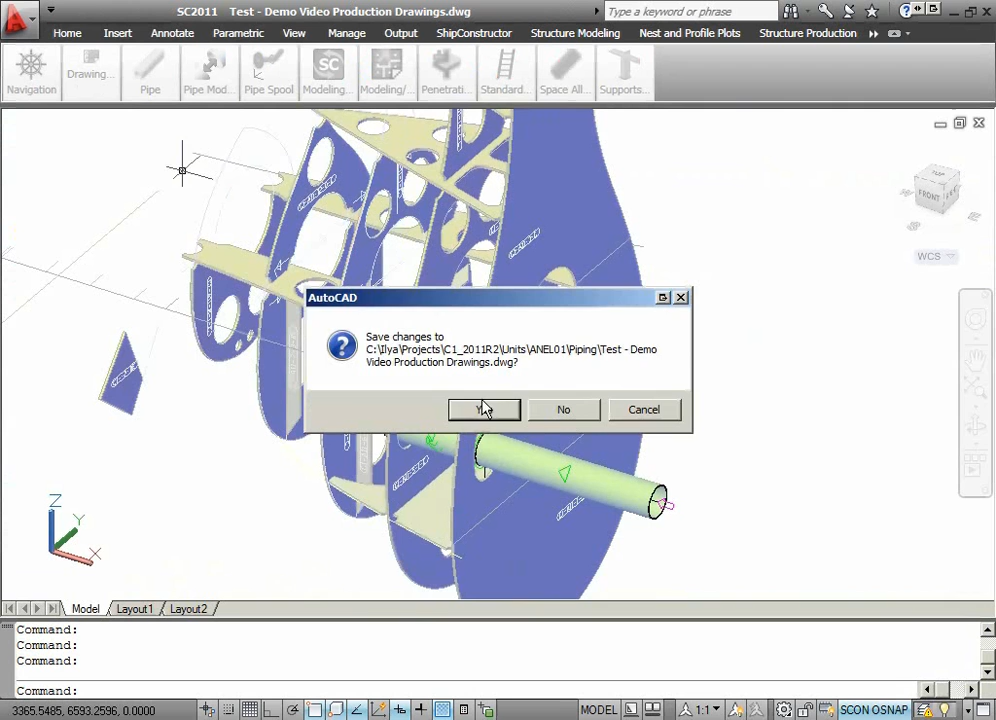 SC2011 Test - Demo Video Production Drawings.dwg
Type a keyword or phrase
Home Insert Annotate Parametric View Manage Output ShipConstructor Structure Modeling Nest and Profile Plots Structure Production
SC
Navigation Drawing... Pipe Pipe Mod... Pipe Spool Modeling... Modeling/... Penetrati... Standard... Space All... Supports...
TOP
FRONT
WCS
AutoCAD
Save changes to
C:\Ilya\Projects\C1_2011R2\Units\ANEL01\Piping\Test - Demo
Video Production Drawings.dwg?
No Cancel
Z
Y
X
Model Layout1 Layout2
Command:
Command:
Command:
Command:
3365.5485, 6593.2596, 0.0000 MODEL 1:1 SCON OSNAP